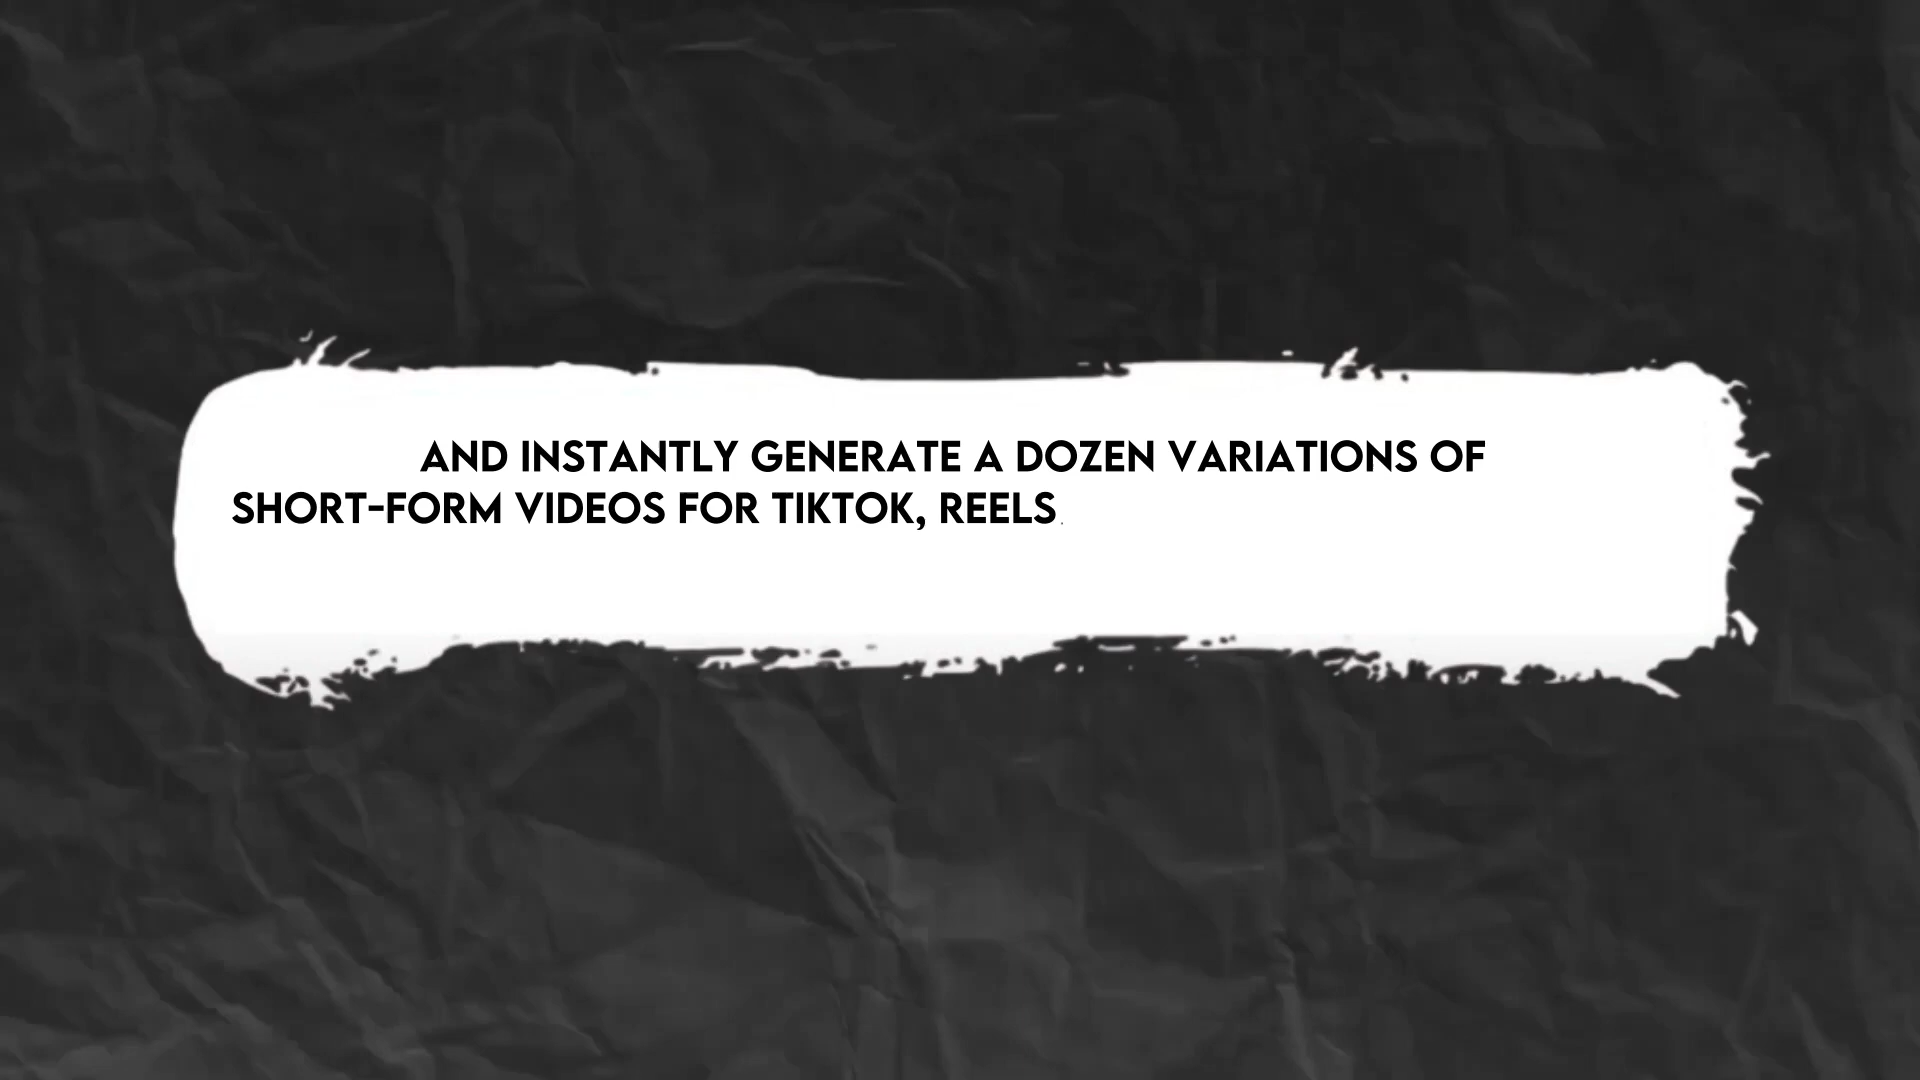 AND INSTANTLY GENERATE A DOZEN VARIATIONS OF
SHORT-FORM VIDEOS FOR TIKTOK, REELS